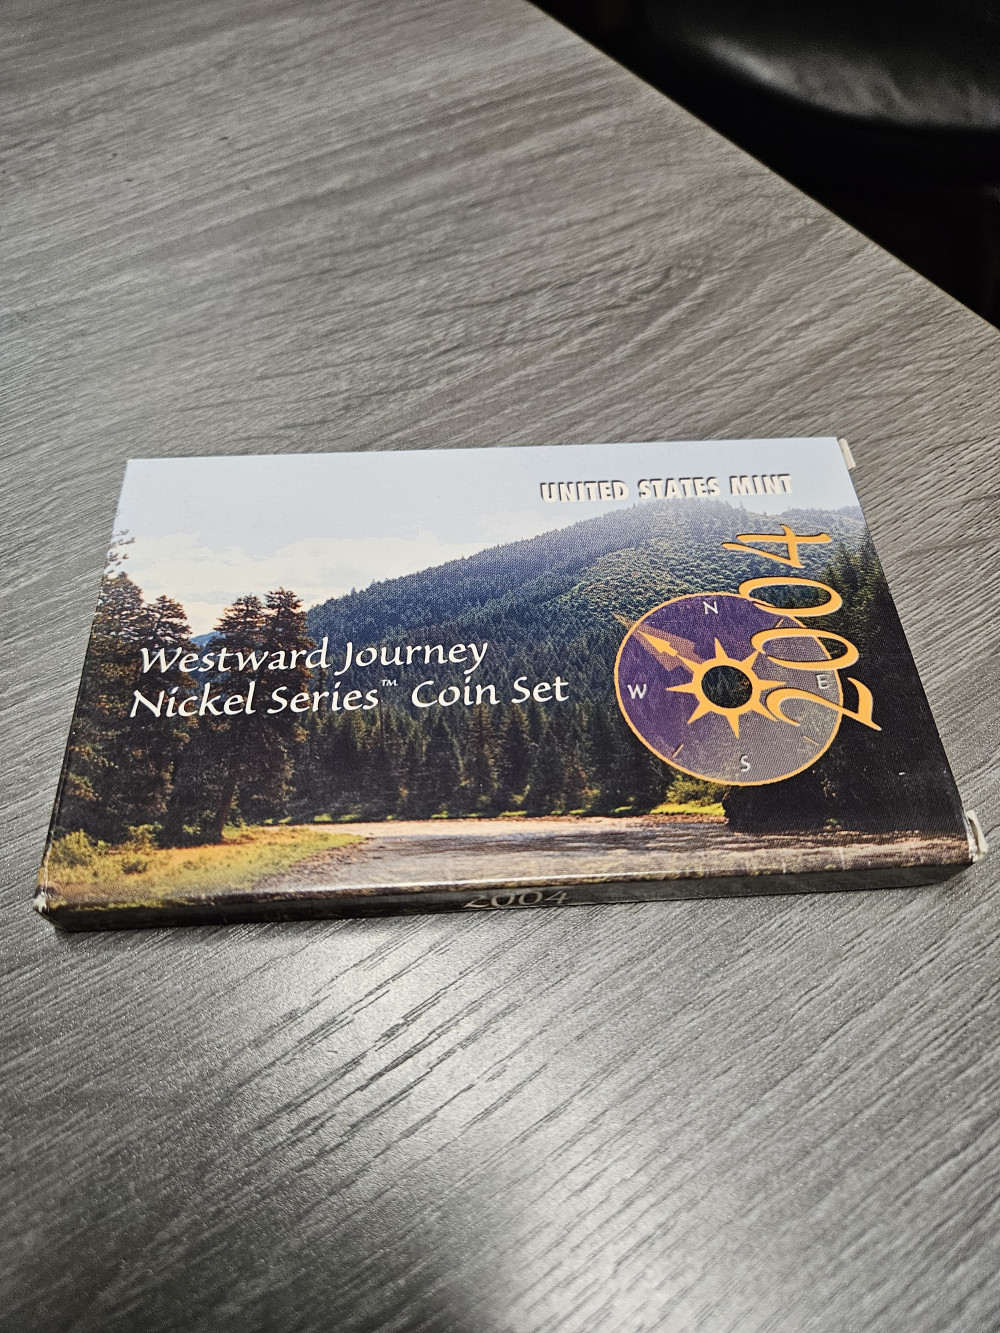 UNITED STATES MINT
2004
Westward Journey
Nickel Series™ Coin Set
N
W
E
S
2004